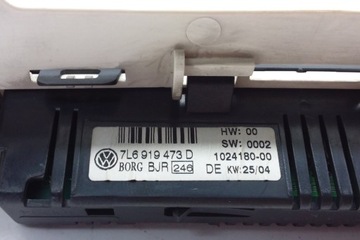 HW: 00
SW: 0002
7L6 919 473 D 1024180-00
BORG BJR 246 DE KW:25/04